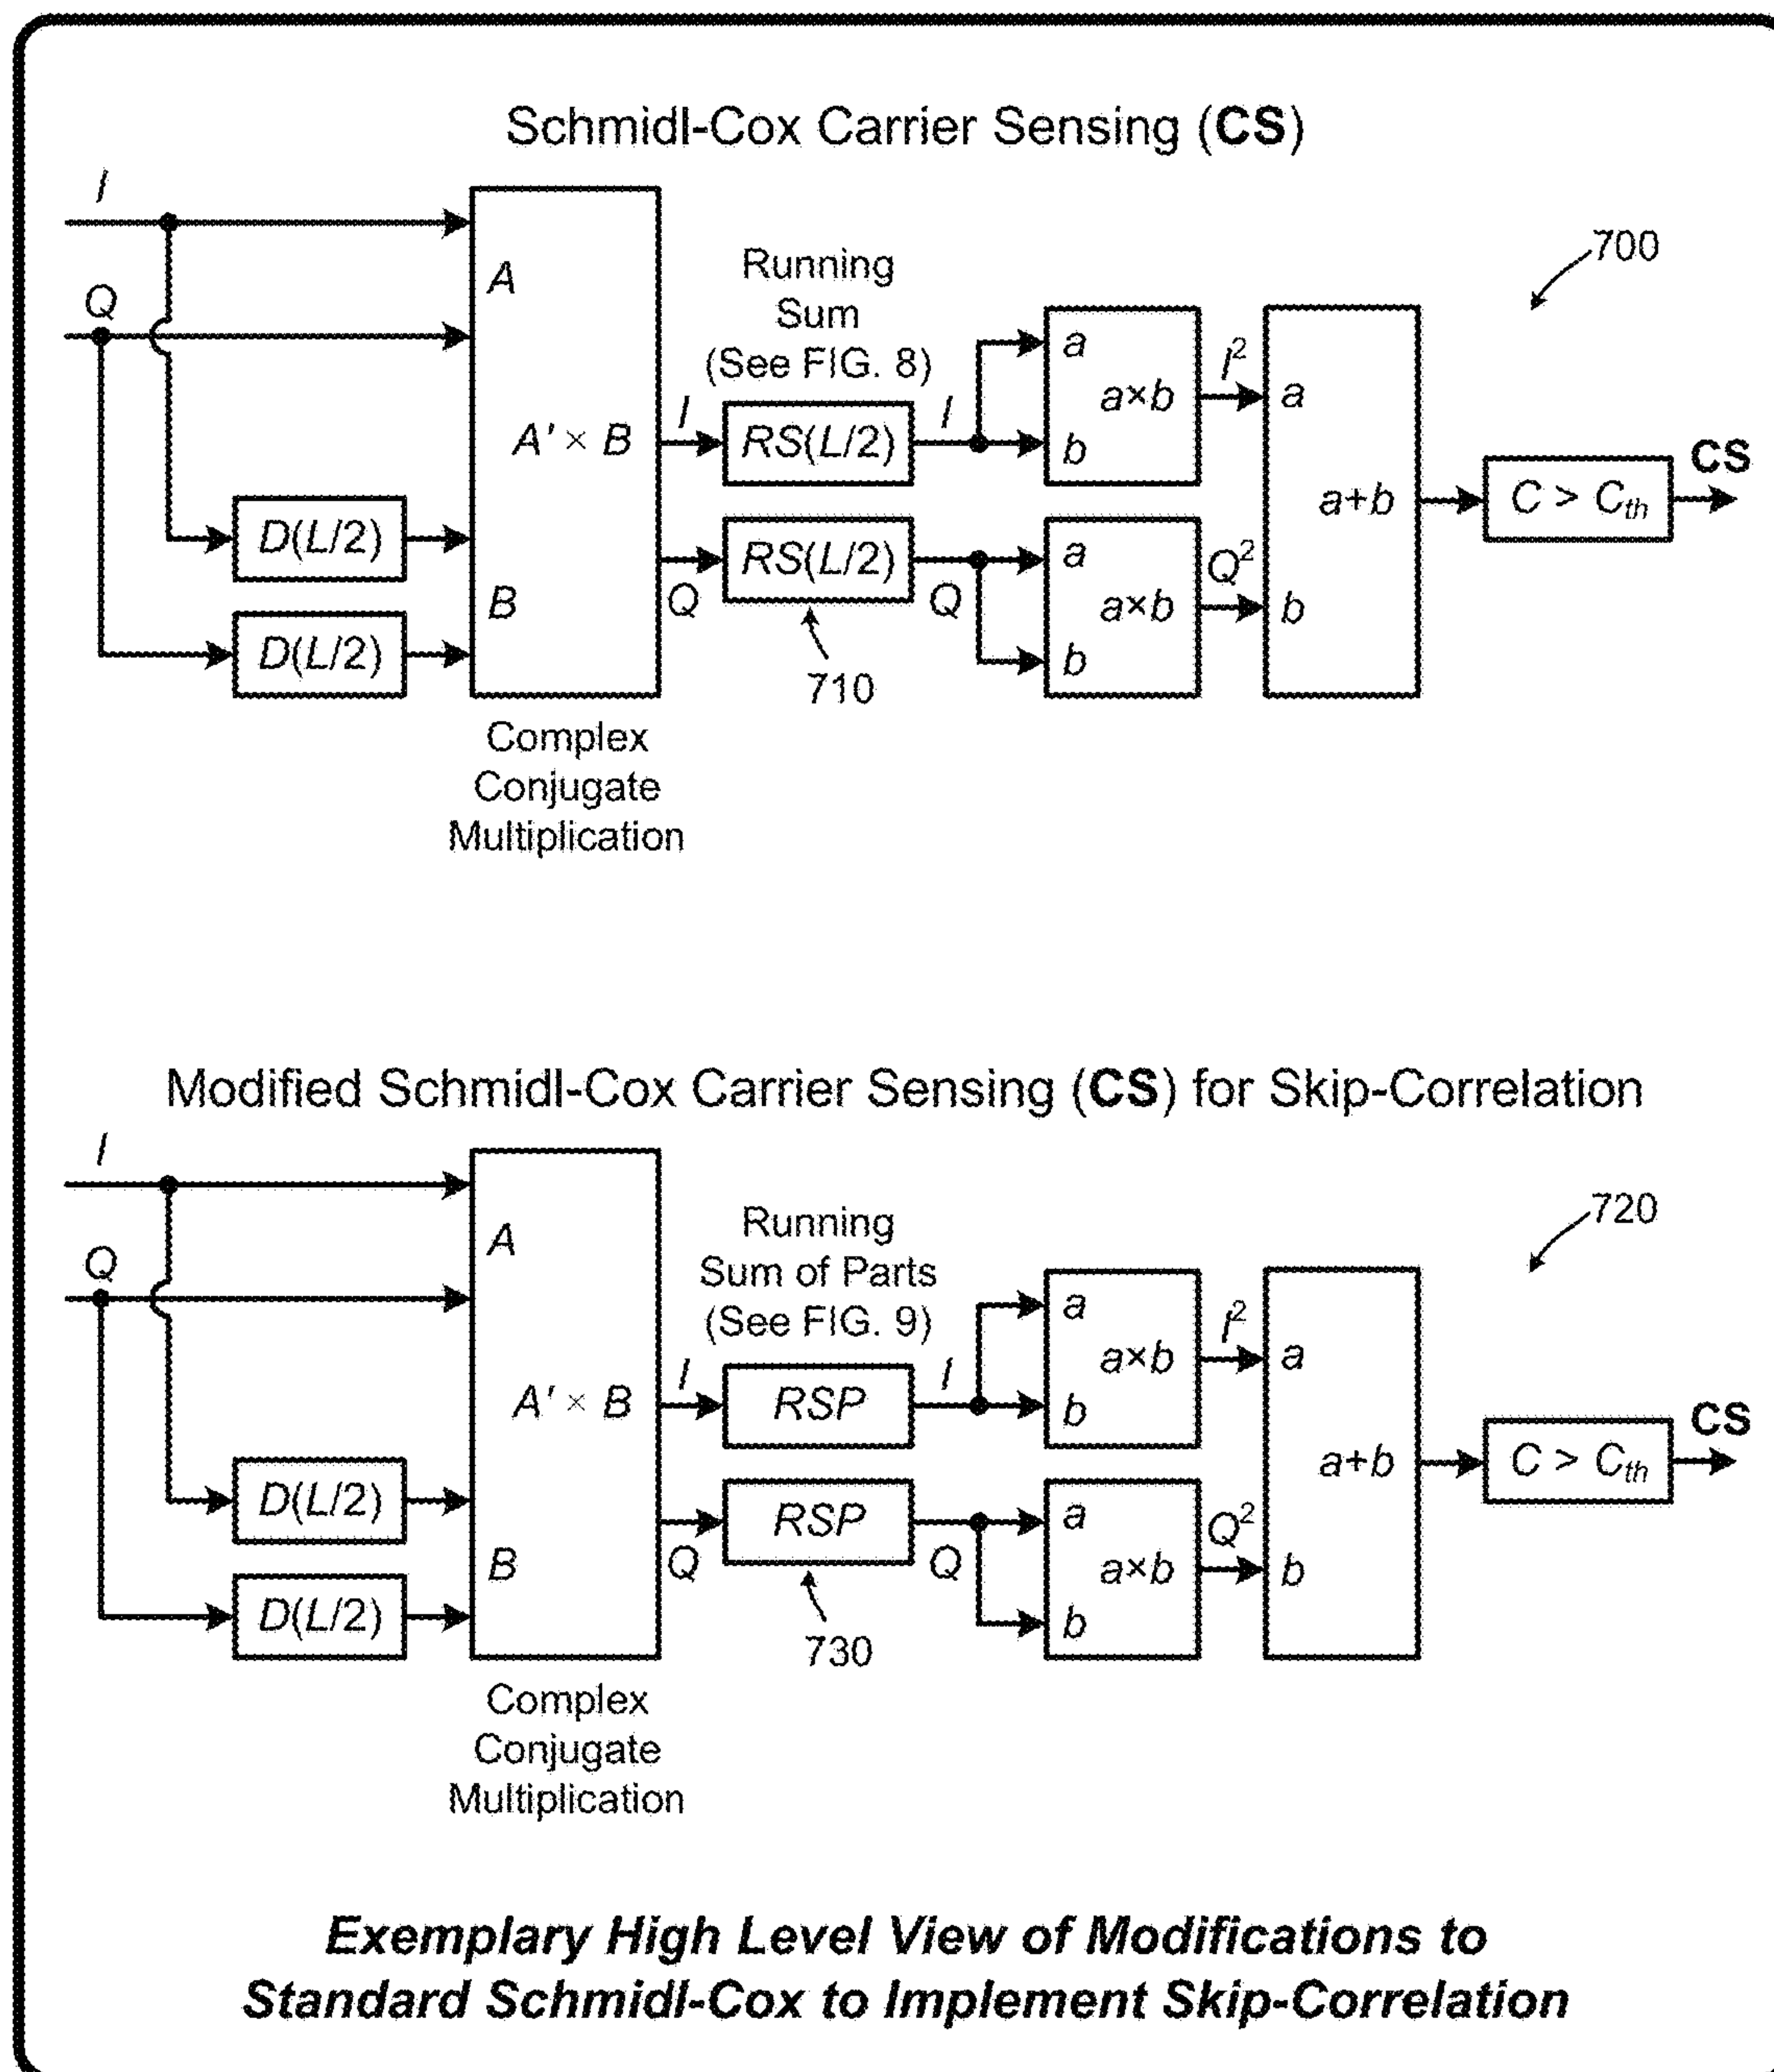 Schmidl-Cox Carrier Sensing (CS)
I
Q
A
A' × B
B
D(L/2)
D(L/2)
Complex
Conjugate
Multiplication
Running
Sum
(See FIG. 8)
I
RS(L/2)
I
Q
RS(L/2)
Q
710
a
a×b
b
a
a×b
b
I²
Q²
a
a+b
b
700
C > Cth
CS
Modified Schmidl-Cox Carrier Sensing (CS) for Skip-Correlation
I
Q
A
A' × B
B
D(L/2)
D(L/2)
Complex
Conjugate
Multiplication
Running
Sum of Parts
(See FIG. 9)
I
RSP
I
Q
RSP
Q
730
a
a×b
b
a
a×b
b
I²
Q²
a
a+b
b
720
C > Cth
CS
Exemplary High Level View of Modifications to
Standard Schmidl-Cox to Implement Skip-Correlation